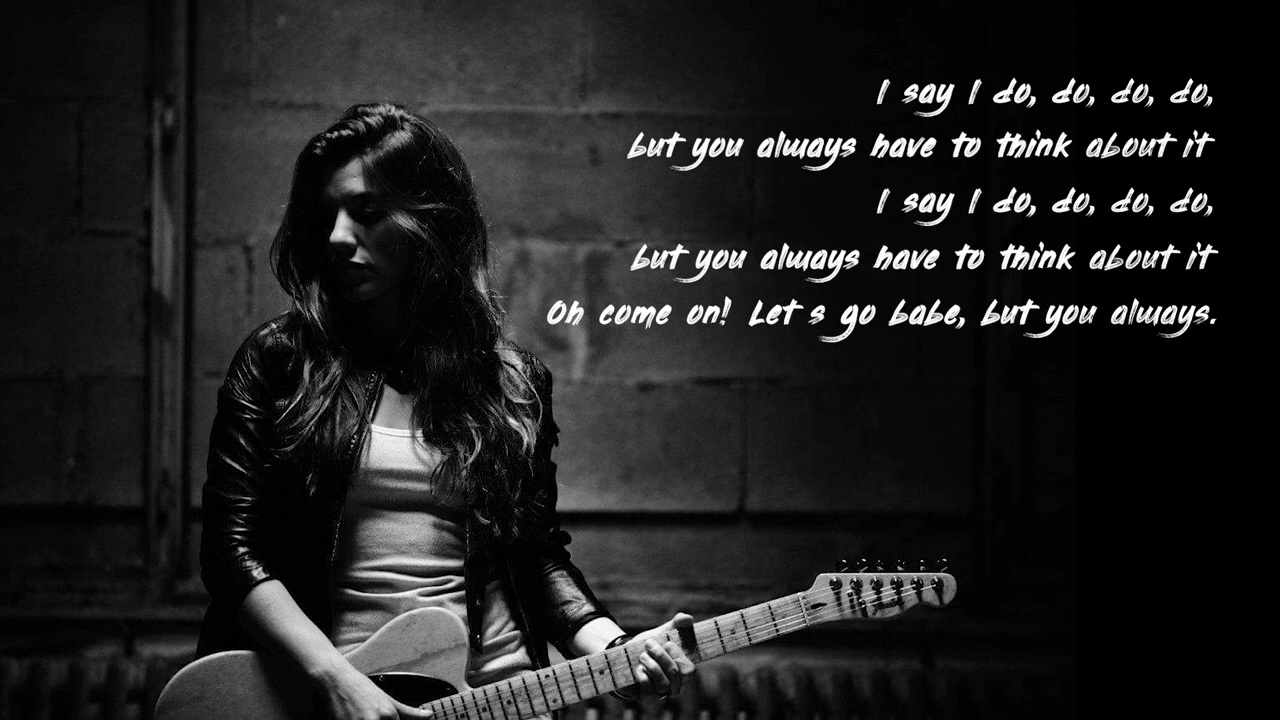 I say I do, do, do, do,
but you always have to think about it
I say I do, do, do, do,
but you always have to think about it
Oh come on! Let s go babe, but you always.
Fender